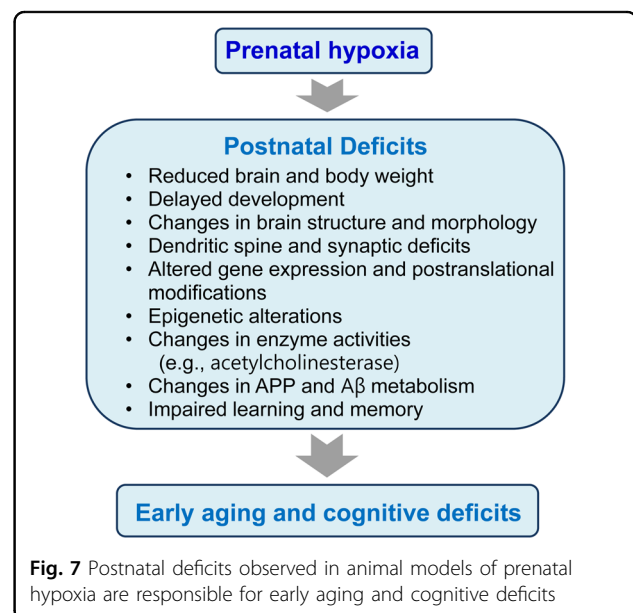 Prenatal hypoxia
Postnatal Deficits
• Reduced brain and body weight
• Delayed development
• Changes in brain structure and morphology
• Dendritic spine and synaptic deficits
• Altered gene expression and postranslational
modifications
• Epigenetic alterations
• Changes in enzyme activities
(e.g., acetylcholinesterase)
• Changes in APP and Aβ metabolism
• Impaired learning and memory
Early aging and cognitive deficits
Fig. 7 Postnatal deficits observed in animal models of prenatal
hypoxia are responsible for early aging and cognitive deficits